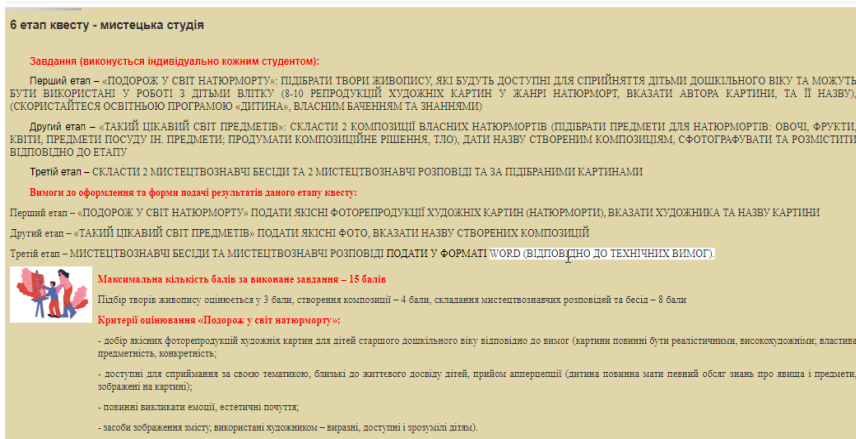 6 етап квесту - мистецька студія
Завдання (виконується індивідуально кожним студентом):
Перший етап – «ПОДОРОЖ У СВІТ НАТЮРМОРТУ»: ПІДІБРАТИ ТВОРИ ЖИВОПИСУ, ЯКІ БУДУТЬ ДОСТУПНІ ДЛЯ СПРИЙНЯТТЯ ДІТЬМИ ДОШКІЛЬНОГО ВІКУ ТА МОЖУТЬ
БУТИ ВИКОРИСТАНІ У РОБОТІ З ДІТЬМИ ВЛІТКУ (8-10 РЕПРОДУКЦІЙ ХУДОЖНІХ КАРТИН У ЖАНРІ НАТЮРМОРТ, ВКАЗАТИ АВТОРА КАРТИНИ, ТА ЇЇ НАЗВУ),
(СКОРИСТАЙТЕСЯ ОСВІТНЬОЮ ПРОГРАМОЮ «ДИТИНА», ВЛАСНИМ БАЧЕННЯМ ТА ЗНАННЯМИ)
Другий етап – «ТАКИЙ ЦІКАВИЙ СВІТ ПРЕДМЕТІВ»: СКЛАСТИ 2 КОМПОЗИЦІЇ ВЛАСНИХ НАТЮРМОРТІВ (ПІДІБРАТИ ПРЕДМЕТИ ДЛЯ НАТЮРМОРТІВ: ОВОЧІ, ФРУКТИ,
КВІТИ, ПРЕДМЕТИ ПОСУДУ ІН. ПРЕДМЕТИ; ПРОДУМАТИ КОМПОЗИЦІЙНЕ РІШЕННЯ, ТЛО), ДАТИ НАЗВУ СТВОРЕНИМ КОМПОЗИЦІЯМ, СФОТОГРАФУВАТИ ТА РОЗМІСТИТИ
ВІДПОВІДНО ДО ЕТАПУ
Третій етап – СКЛАСТИ 2 МИСТЕЦТВОЗНАВЧІ БЕСІДИ ТА 2 МИСТЕЦТВОЗНАВЧІ РОЗПОВІДІ ТА ЗА ПІДІБРАНИМИ КАРТИНАМИ
Вимоги до оформлення та форми подачі результатів даного етапу квесту:
Перший етап – «ПОДОРОЖ У СВІТ НАТЮРМОРТУ» ПОДАТИ ЯКІСНІ ФОТОРЕПРОДУКЦІЇ ХУДОЖНІХ КАРТИН (НАТЮРМОРТИ), ВКАЗАТИ ХУДОЖНИКА ТА НАЗВУ КАРТИНИ
Другий етап – «ТАКИЙ ЦІКАВИЙ СВІТ ПРЕДМЕТІВ» ПОДАТИ ЯКІСНІ ФОТО, ВКАЗАТИ НАЗВУ СТВОРЕНИХ КОМПОЗИЦІЙ
Третій етап – МИСТЕЦТВОЗНАВЧІ БЕСІДИ ТА МИСТЕЦТВОЗНАВЧІ РОЗПОВІДІ ПОДАТИ У ФОРМАТІ WORD (ВІДПОВІДНО ДО ТЕХНІЧНИХ ВИМОГ).
Максимальна кількість балів за виконане завдання – 15 балів
Підбір творів живопису оцінюється у 3 бали, створення композиції – 4 бали, складання мистецтвознавчих розповідей та бесід – 8 бали
Критерії оцінювання «Подорож у світ натюрморту»:
- добір якісних фоторепродукцій художніх картин для дітей старшого дошкільного віку відповідно до вимог (картини повинні бути реалістичними, високохудожніми; властива
предметність, конкретність;
- доступні для сприймання за своєю тематикою, близькі до життєвого досвіду дітей, прийом апперцепції (дитина повинна мати певний обсяг знань про явища і предмети,
зображені на картині);
- повинні викликати емоції, естетичні почуття;
- засоби зображення змісту, використані художником – виразні, доступні і зрозумілі дітям).